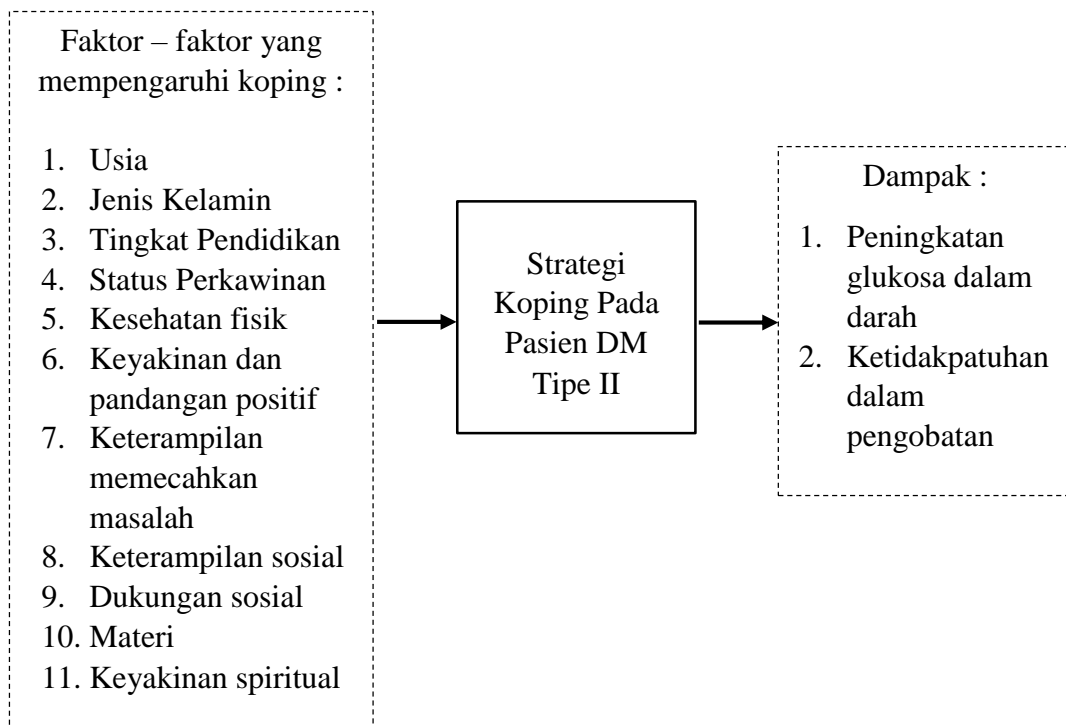 Faktor – faktor yang
mempengaruhi koping :
1. Usia
2. Jenis Kelamin
3. Tingkat Pendidikan
4. Status Perkawinan
5. Kesehatan fisik
6. Keyakinan dan
pandangan positif
7. Keterampilan
memecahkan
masalah
8. Keterampilan sosial
9. Dukungan sosial
10. Materi
11. Keyakinan spiritual
Strategi
Koping Pada
Pasien DM
Tipe II
Dampak :
1. Peningkatan
glukosa dalam
darah
2. Ketidakpatuhan
dalam
pengobatan